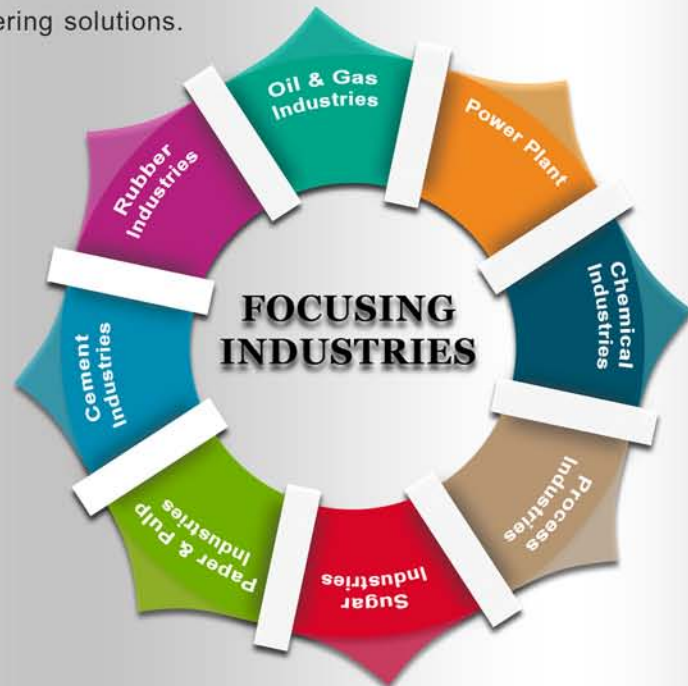 ering solutions.
Oil & Gas
Industries
Power Plant
Chemical
Industries
Process
Industries
Sugar
Industries
Paper & Pulp
Industries
Cement
Industries
Rubber
Industries
FOCUSING
INDUSTRIES